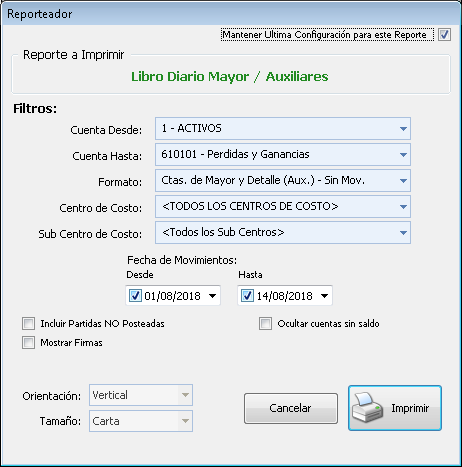 Reporteador
Mantener Ultima Configuración para este Reporte
Reporte a Imprimir
Libro Diario Mayor / Auxiliares
Filtros:
Cuenta Desde: 1 - ACTIVOS
Cuenta Hasta: 610101 - Perdidas y Ganancias
Formato: Ctas. de Mayor y Detalle (Aux.) - Sin Mov.
Centro de Costo: <TODOS LOS CENTROS DE COSTO>
Sub Centro de Costo: <Todos los Sub Centros>
Fecha de Movimientos:
Desde Hasta
01/08/2018 14/08/2018
Incluir Partidas NO Posteadas Ocultar cuentas sin saldo
Mostrar Firmas
Orientación: Vertical
Tamaño: Carta
Cancelar Imprimir